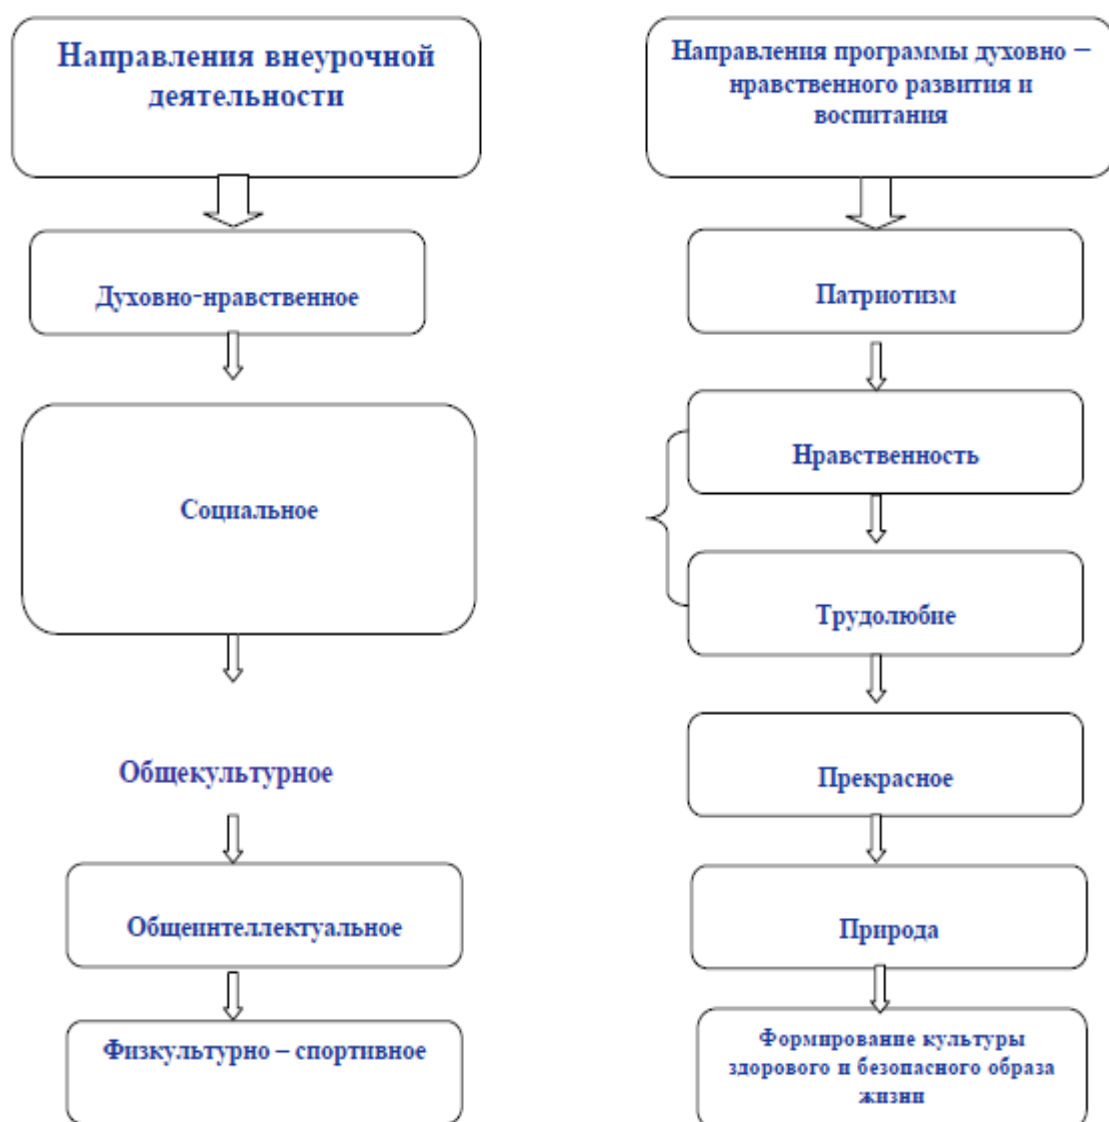 Направления внеурочной
деятельности
Духовно-нравственное
Социальное
Общекультурное
Общеинтеллектуальное
Физкультурно – спортивное
Направления программы духовно –
нравственного развития и
воспитания
Патриотизм
Нравственность
Трудолюбие
Прекрасное
Природа
Формирование культуры
здорового и безопасного образа
жизни